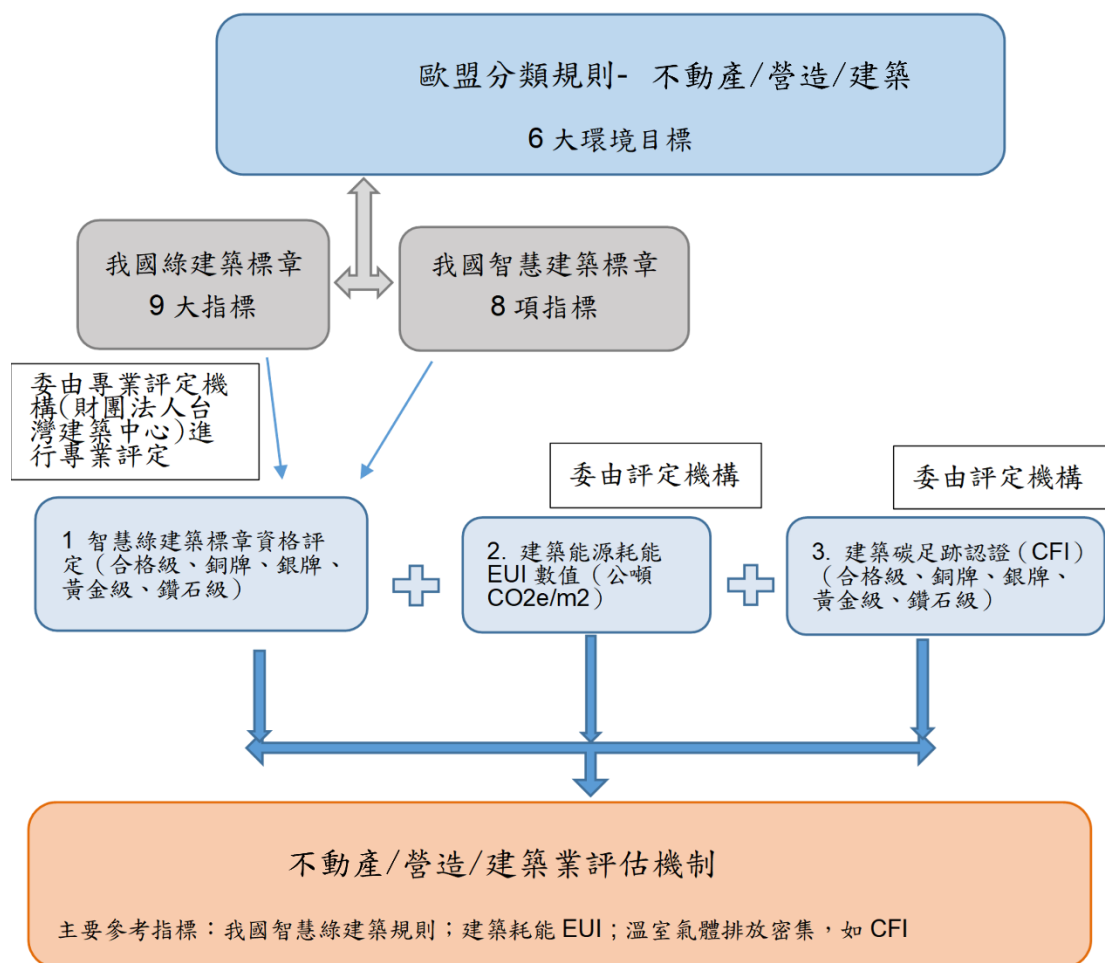 歐盟分類規則- 不動產/營造/建築
6 大環境目標
我國綠建築標章
9 大指標
我國智慧建築標章
8 項指標
委由專業評定機
構(財團法人台
灣建築中心)進
行專業評定
委由評定機構
委由評定機構
1 智慧綠建築標章資格評
定（合格級、銅牌、銀牌、
黃金級、鑽石級）
2. 建築能源耗能
EUI 數值（公噸
CO2e/m2）
3. 建築碳足跡認證（CFI）
（合格級、銅牌、銀牌、
黃金級、鑽石級）
不動產/營造/建築業評估機制
主要參考指標：我國智慧綠建築規則；建築耗能 EUI；溫室氣體排放密集，如 CFI